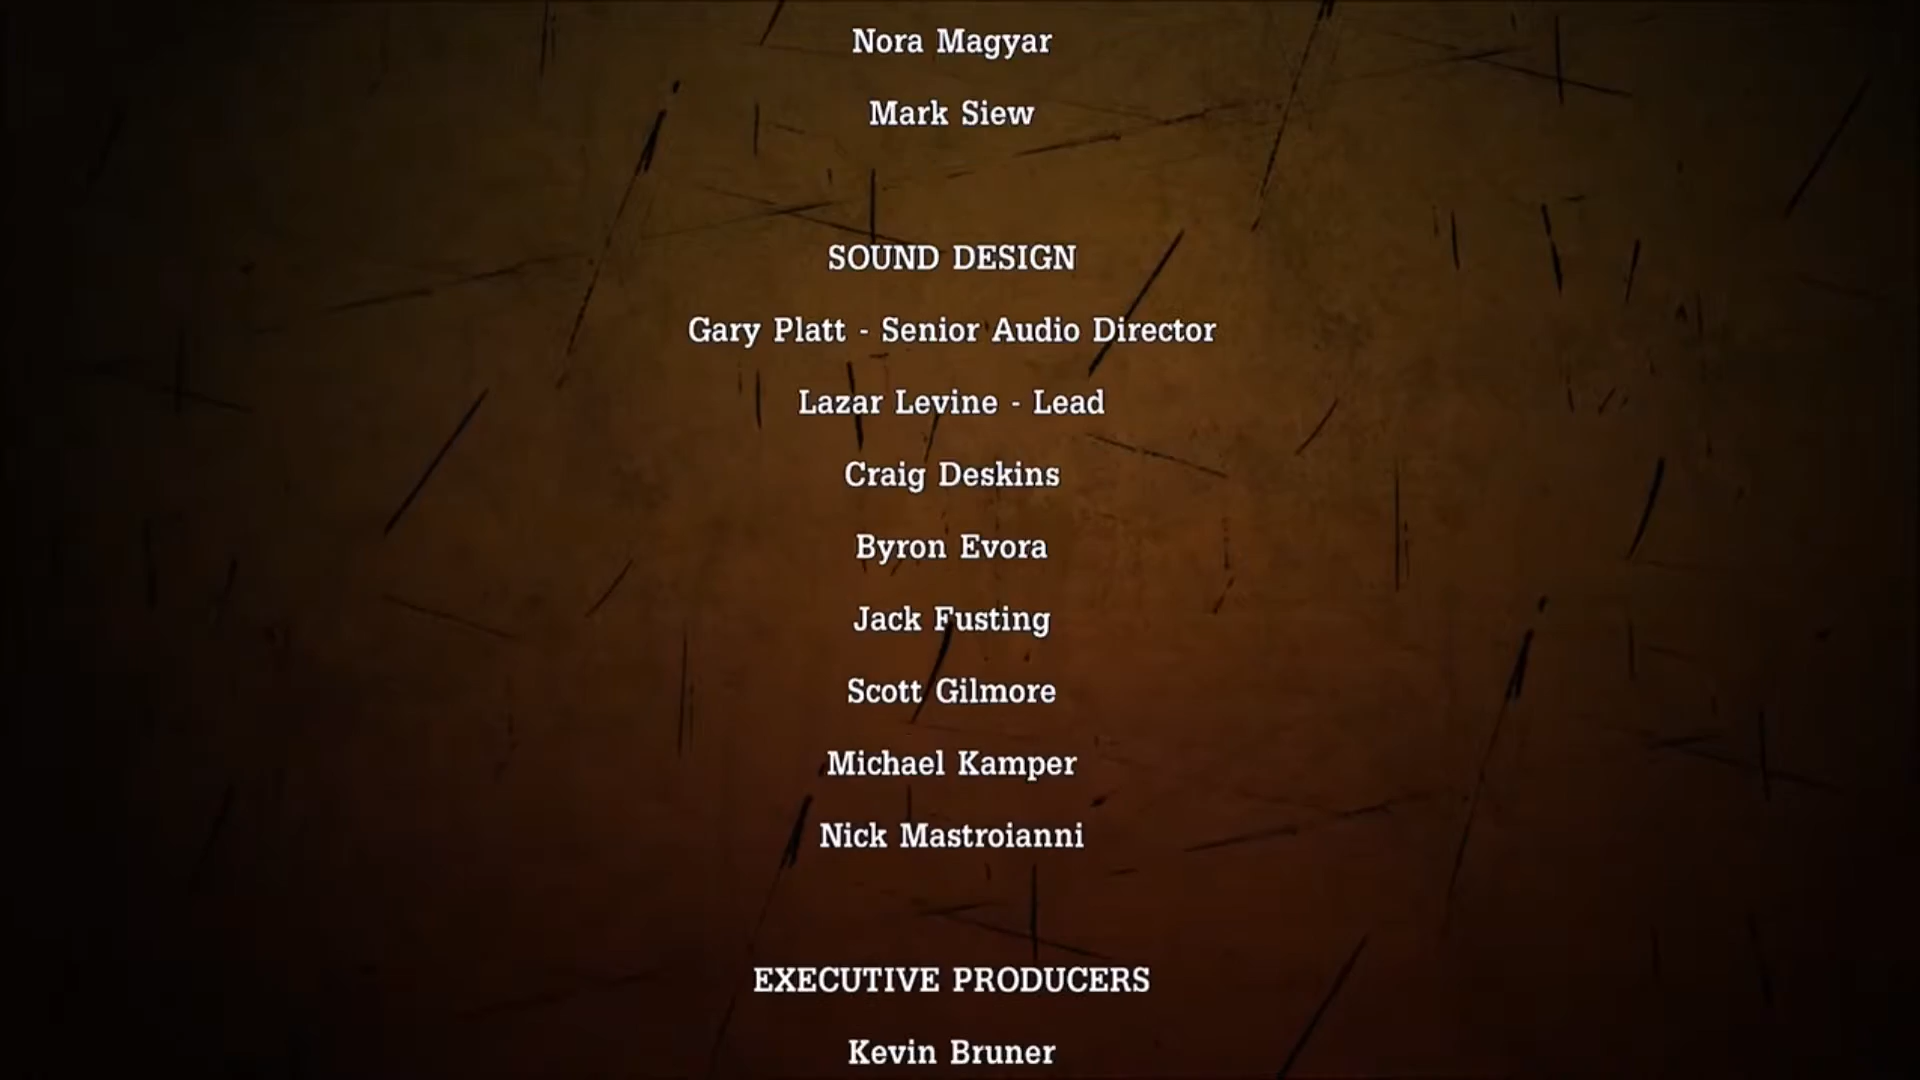 Nora Magyar
Mark Siew
SOUND DESIGN
Gary Platt - Senior Audio Director
Lazar Levine - Lead
Craig Deskins
Byron Evora
Jack Fusting
Scott Gilmore
Michael Kamper
Nick Mastroianni
EXECUTIVE PRODUCERS
Kevin Bruner